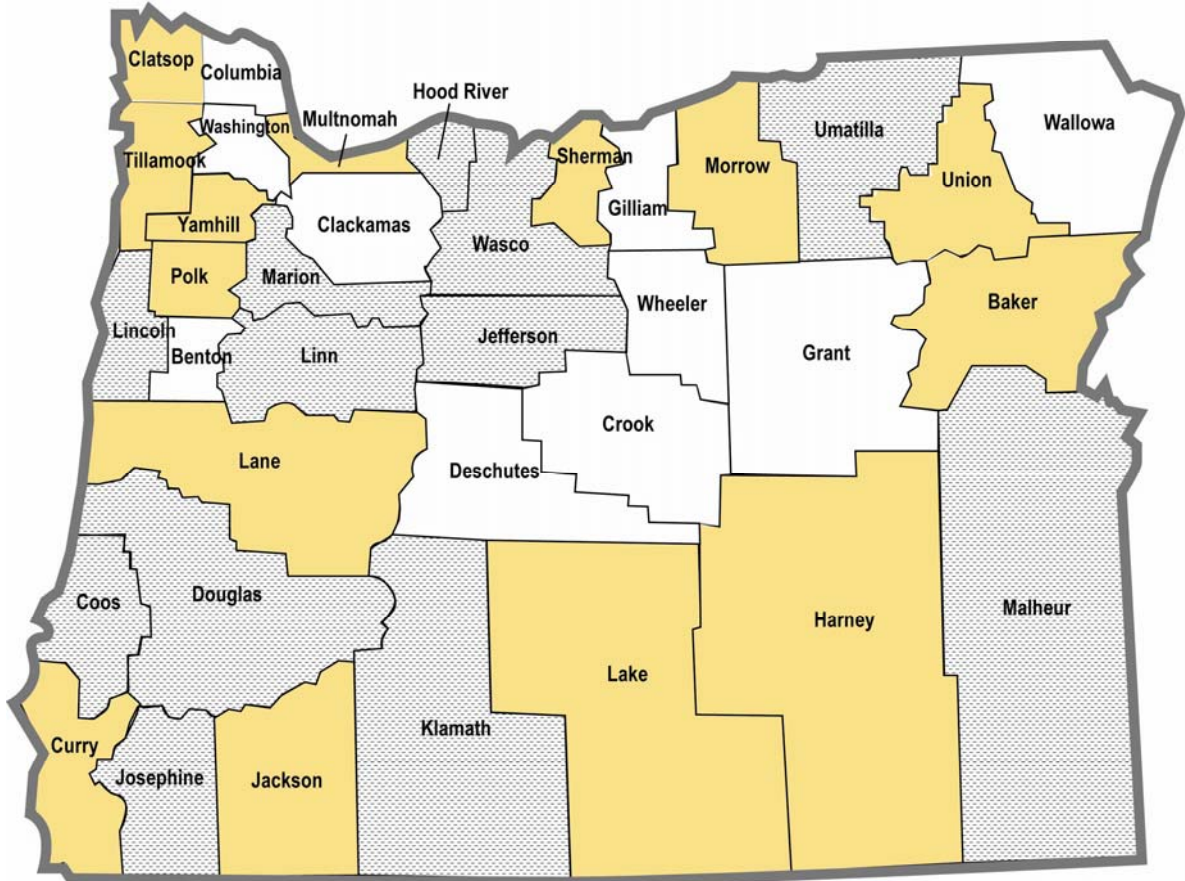 Clatsop
Columbia
Hood River
Multnomah
Washington
Tillamook
Sherman
Umatilla
Wallowa
Morrow
Union
Gilliam
Yamhill
Clackamas
Wasco
Polk
Marion
Wheeler
Baker
Lincoln
Jefferson
Benton
Linn
Grant
Crook
Lane
Deschutes
Coos
Douglas
Malheur
Harney
Lake
Klamath
Curry
Josephine
Jackson